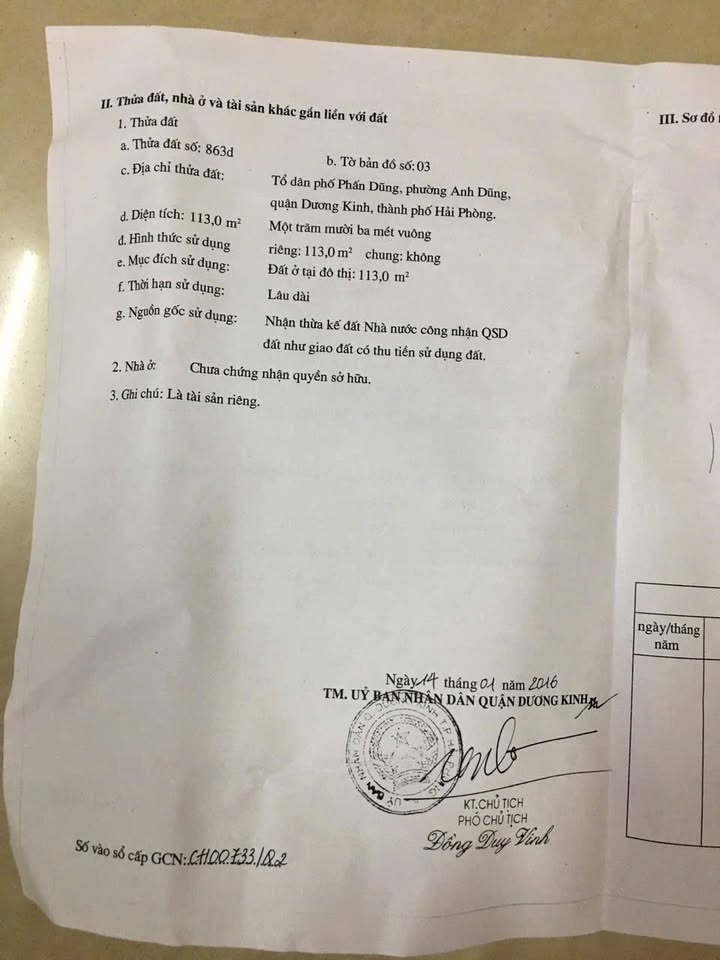 II. Thửa đất, nhà ở và tài sản khác gắn liền với đất
1. Thửa đất
a. Thửa đất số: 863d b. Tờ bản đồ số: 03
c. Địa chỉ thửa đất: Tổ dân phố Phấn Dũng, phường Anh Dũng,
quận Dương Kinh, thành phố Hải Phòng.
d. Diện tích: 113,0 m² Một trăm mười ba mét vuông
đ. Hình thức sử dụng riêng: 113,0 m² chung: không
e. Mục đích sử dụng: Đất ở tại đô thị: 113,0 m²
f. Thời hạn sử dụng: Lâu dài
g. Nguồn gốc sử dụng: Nhận thừa kế đất Nhà nước công nhận QSD
đất như giao đất có thu tiền sử dụng đất.
2. Nhà ở: Chưa chứng nhận quyền sở hữu.
3. Ghi chú: Là tài sản riêng.
Ngày 14 tháng 01 năm 2016
TM. UỶ BAN NHÂN DÂN QUẬN DƯƠNG KINH
KT.CHỦ TỊCH
PHÓ CHỦ TỊCH
Đồng Duy Vinh
Số vào sổ cấp GCN: CH00733/Q2
III. Sơ đồ
ngày/tháng
năm